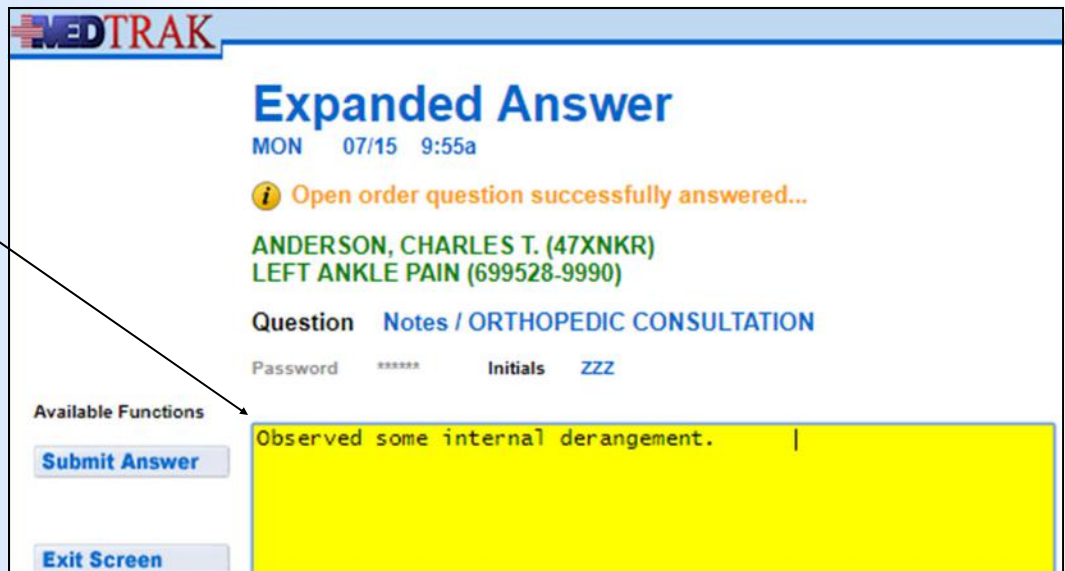 MEDTRAK
Expanded Answer
MON 07/15 9:55a
i Open order question successfully answered...
ANDERSON, CHARLES T. (47XNKR)
LEFT ANKLE PAIN (699528-9990)
Question Notes / ORTHOPEDIC CONSULTATION
Password ****** Initials ZZZ
Available Functions
Observed some internal derangement.
Submit Answer
Exit Screen